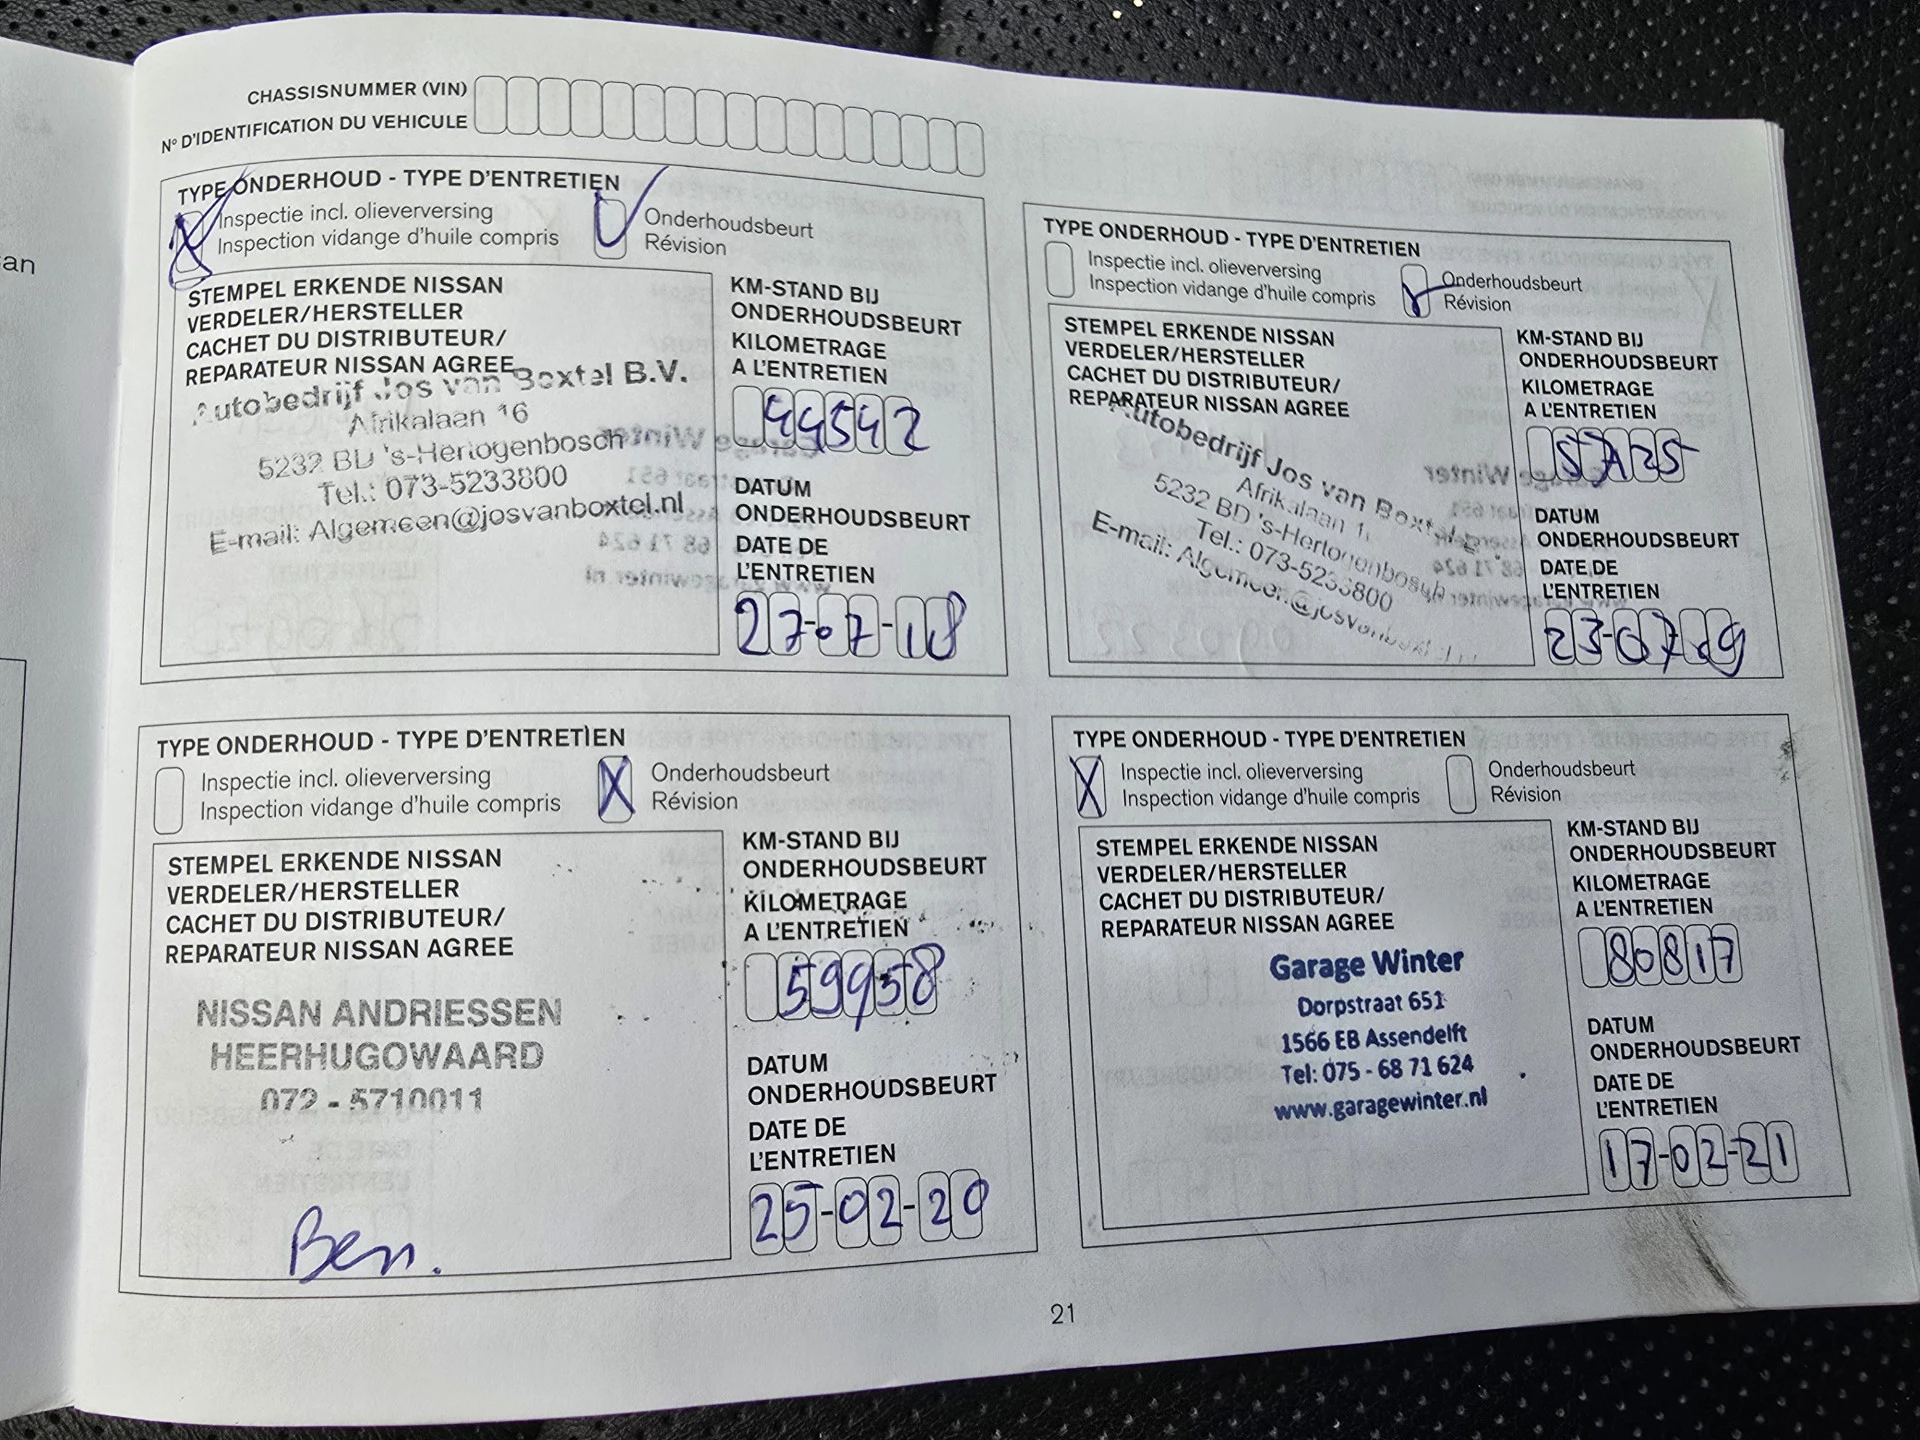 CHASSISNUMMER (VIN)
N° D'IDENTIFICATION DU VEHICULE
TYPE ONDERHOUD - TYPE D'ENTRETIEN
Inspectie incl. olieverversing
Inspection vidange d'huile compris
Onderhoudsbeurt
Révision
STEMPEL ERKENDE NISSAN
VERDELER/HERSTELLER
CACHET DU DISTRIBUTEUR/
REPARATEUR NISSAN AGREE
Autobedrijf Jos van Boxtel B.V.
Afrikalaan 16
5232 BD 's-Hertogenbosch
Tel.: 073-5233800
E-mail: Algemeen@josvanboxtel.nl
KM-STAND BIJ
ONDERHOUDSBEURT
KILOMETRAGE
A L'ENTRETIEN
44542
DATUM
ONDERHOUDSBEURT
DATE DE
L'ENTRETIEN
27-07-18
TYPE ONDERHOUD - TYPE D'ENTRETIEN
Inspectie incl. olieverversing
Inspection vidange d'huile compris
Onderhoudsbeurt
Révision
STEMPEL ERKENDE NISSAN
VERDELER/HERSTELLER
CACHET DU DISTRIBUTEUR/
REPARATEUR NISSAN AGREE
Autobedrijf Jos van Boxtel
Afrikalaan
5232 BD 's-Hertogenbosch
Tel.: 073-5233800
E-mail: Algemeen@josvanboxtel.nl
KM-STAND BIJ
ONDERHOUDSBEURT
KILOMETRAGE
A L'ENTRETIEN
57125
DATUM
ONDERHOUDSBEURT
DATE DE
L'ENTRETIEN
23-07-19
TYPE ONDERHOUD - TYPE D'ENTRETIEN
Inspectie incl. olieverversing
Inspection vidange d'huile compris
Onderhoudsbeurt
Révision
STEMPEL ERKENDE NISSAN
VERDELER/HERSTELLER
CACHET DU DISTRIBUTEUR/
REPARATEUR NISSAN AGREE
NISSAN ANDRIESSEN
HEERHUGOWAARD
072 - 5710011
Ben.
KM-STAND BIJ
ONDERHOUDSBEURT
KILOMETRAGE
A L'ENTRETIEN
59958
DATUM
ONDERHOUDSBEURT
DATE DE
L'ENTRETIEN
25-02-20
TYPE ONDERHOUD - TYPE D'ENTRETIEN
Inspectie incl. olieverversing
Inspection vidange d'huile compris
Onderhoudsbeurt
Révision
STEMPEL ERKENDE NISSAN
VERDELER/HERSTELLER
CACHET DU DISTRIBUTEUR/
REPARATEUR NISSAN AGREE
Garage Winter
Dorpstraat 651
1566 EB Assendelft
Tel: 075 - 68 71 624
www.garagewinter.nl
KM-STAND BIJ
ONDERHOUDSBEURT
KILOMETRAGE
A L'ENTRETIEN
80817
DATUM
ONDERHOUDSBEURT
DATE DE
L'ENTRETIEN
17-02-21
21
an